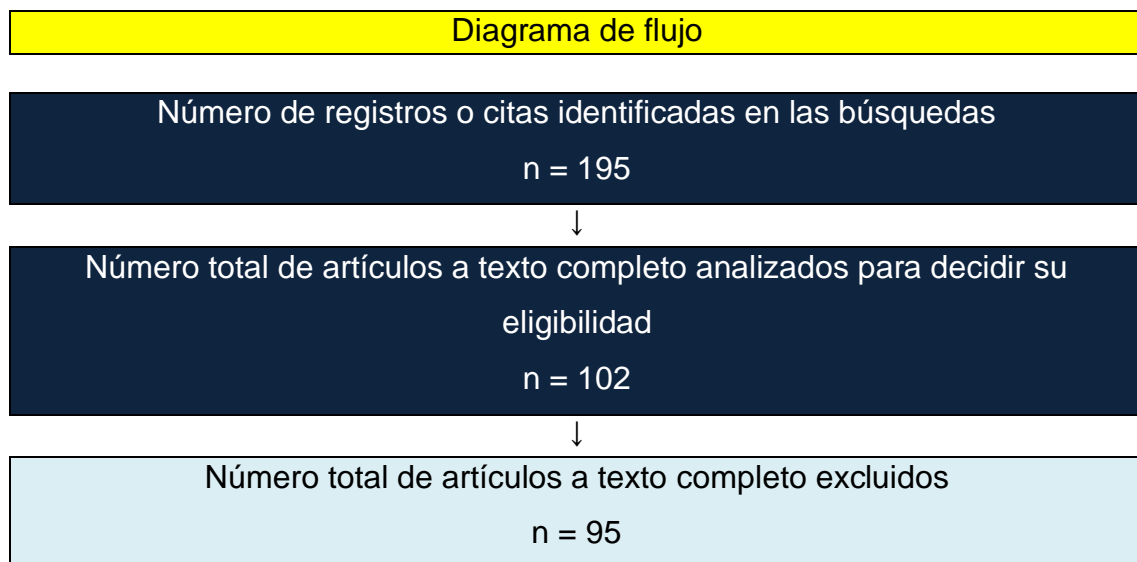 Diagrama de flujo
Número de registros o citas identificadas en las búsquedas
n = 195
↓
Número total de artículos a texto completo analizados para decidir su
eligibilidad
n = 102
↓
Número total de artículos a texto completo excluidos
n = 95